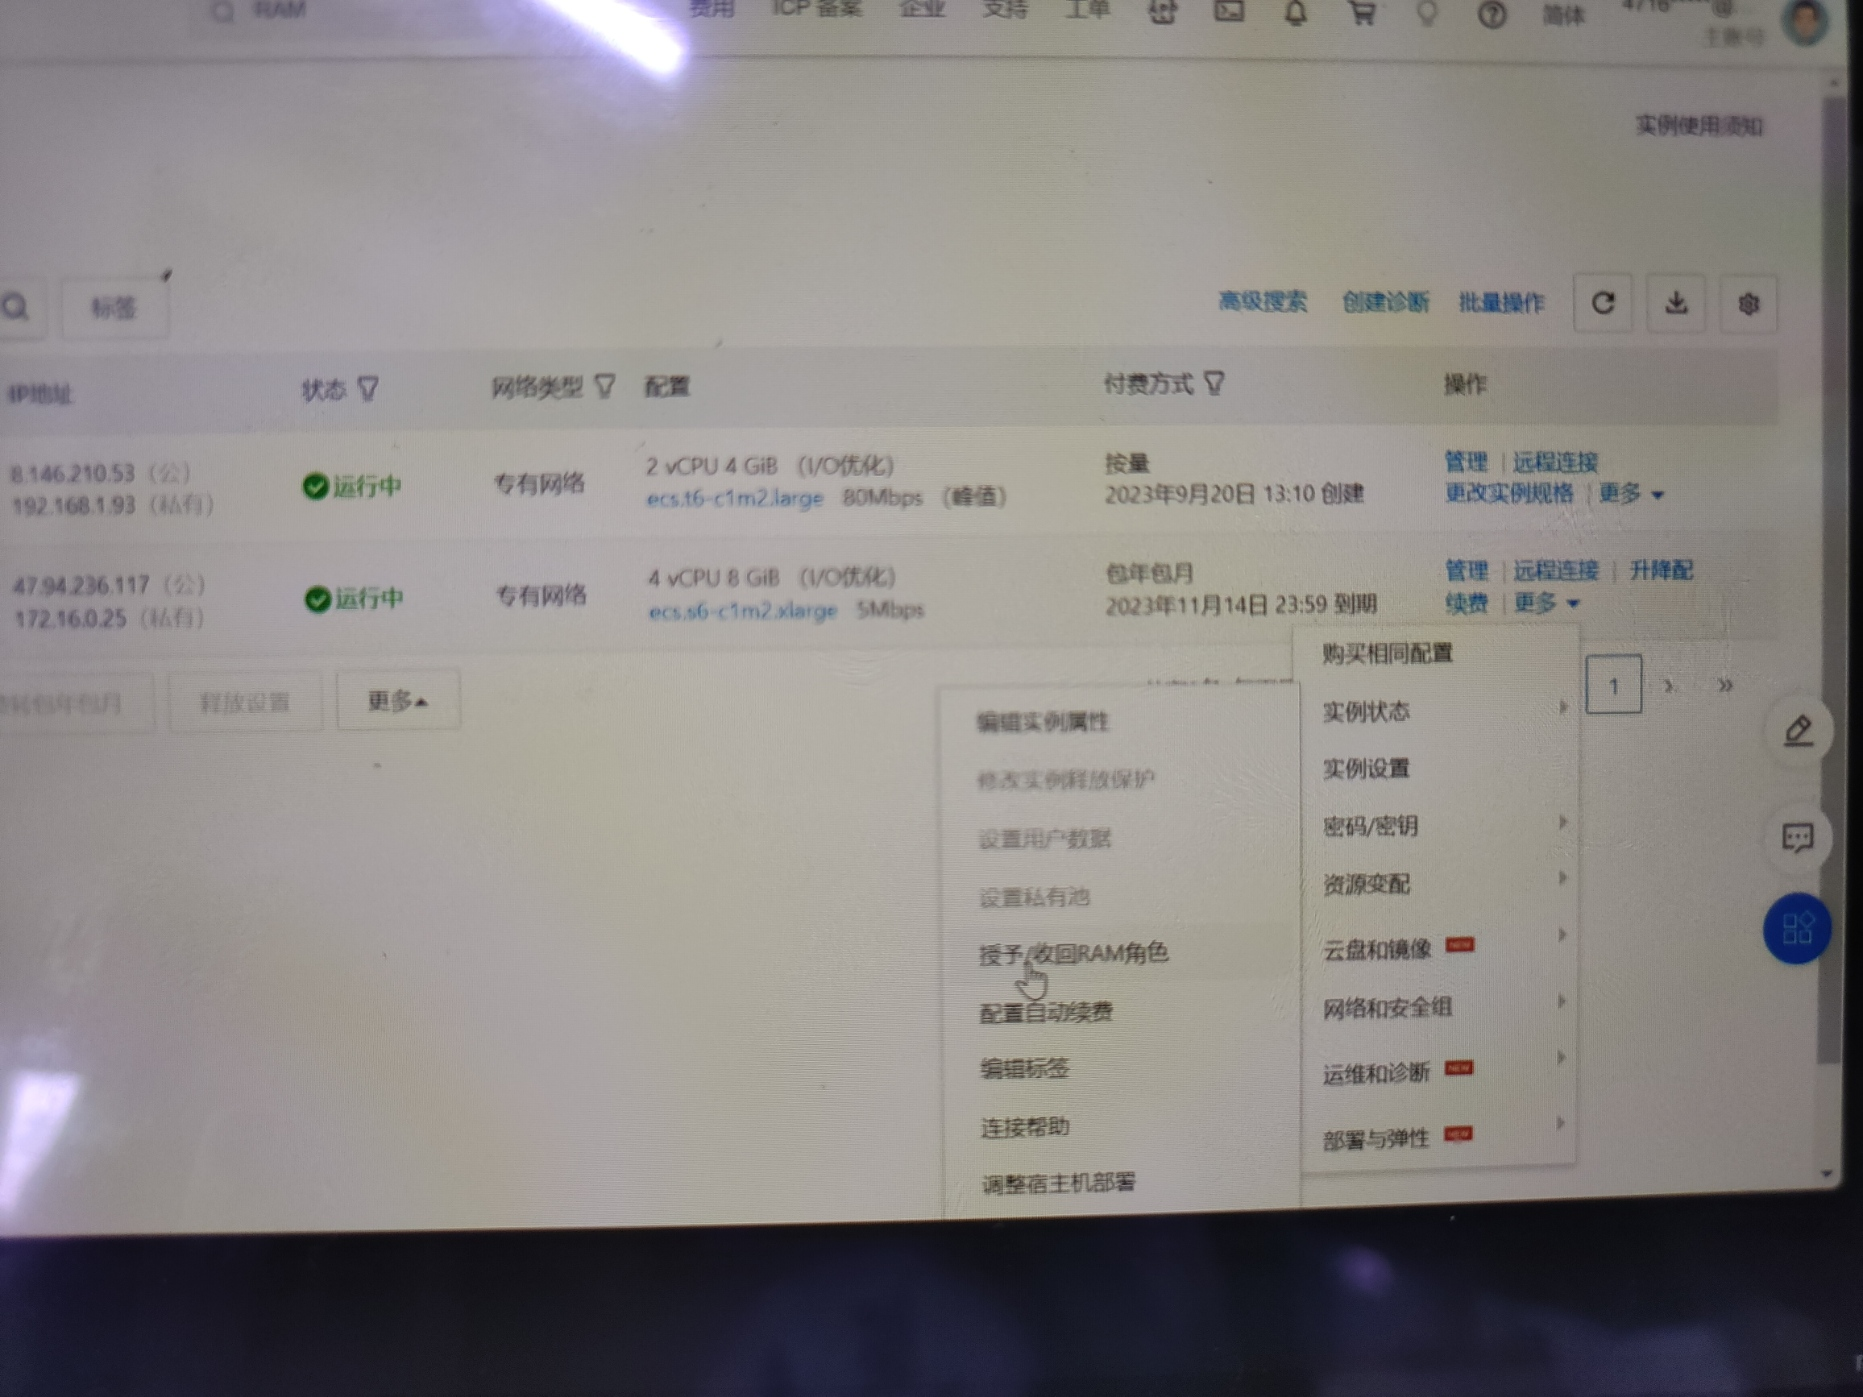 RAM 费用 ICP 备案 企业 支持 工单 简体
主账号
实例使用须知
标签 高级搜索 创建诊断 批量操作
IP地址 状态 网络类型 配置 付费方式 操作
8.146.210.53（公） 运行中 专有网络 2 vCPU 4 GiB （I/O优化） 按量 管理 | 远程连接
192.168.1.93（私有） ecs.t6-c1m2.large 80Mbps （峰值） 2023年9月20日 13:10 创建 更改实例规格 | 更多
47.94.236.117（公） 运行中 专有网络 4 vCPU 8 GiB （I/O优化） 包年包月 管理 | 远程连接 | 升降配
172.16.0.25（私有） ecs.s6-c1m2.xlarge 5Mbps 2023年11月14日 23:59 到期 续费 | 更多
包年包月 释放设置 更多
1 › »
购买相同配置
实例状态
实例设置
密码/密钥
资源变配
云盘和镜像 NEW
网络和安全组
运维和诊断 NEW
部署与弹性 NEW
编辑实例属性
修改实例释放保护
设置用户数据
设置私有池
授予/收回RAM角色
配置自动续费
编辑标签
连接帮助
调整宿主机部署